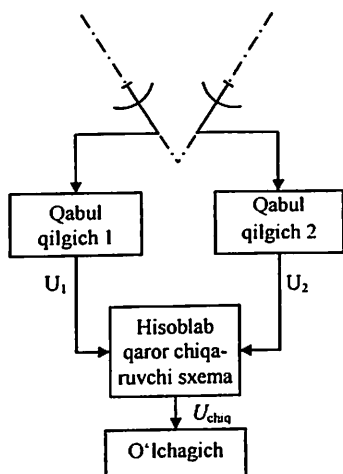 Qabul
qilgich 1
Qabul
qilgich 2
U₁
U₂
Hisoblab
qaror chiqa-
ruvchi sxema
U_chiq
O‘lchagich